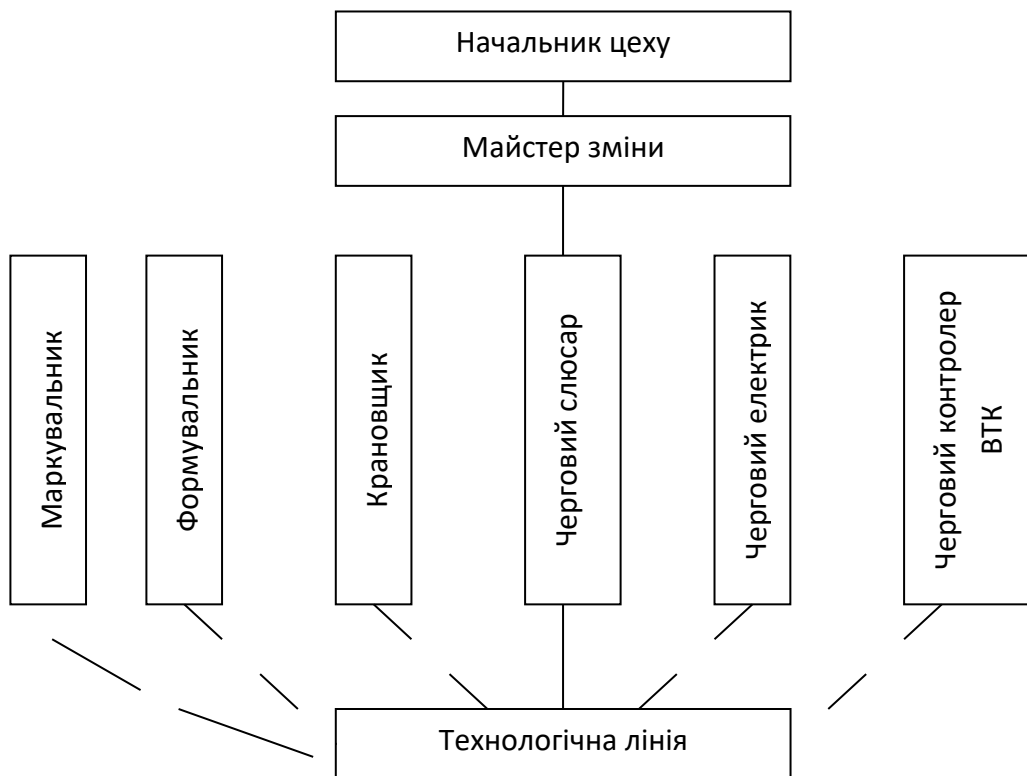 Начальник цеху
Майстер зміни
Маркувальник
Формувальник
Крановщик
Черговий слюсар
Черговий електрик
Черговий контролер
ВТК
Технологічна лінія